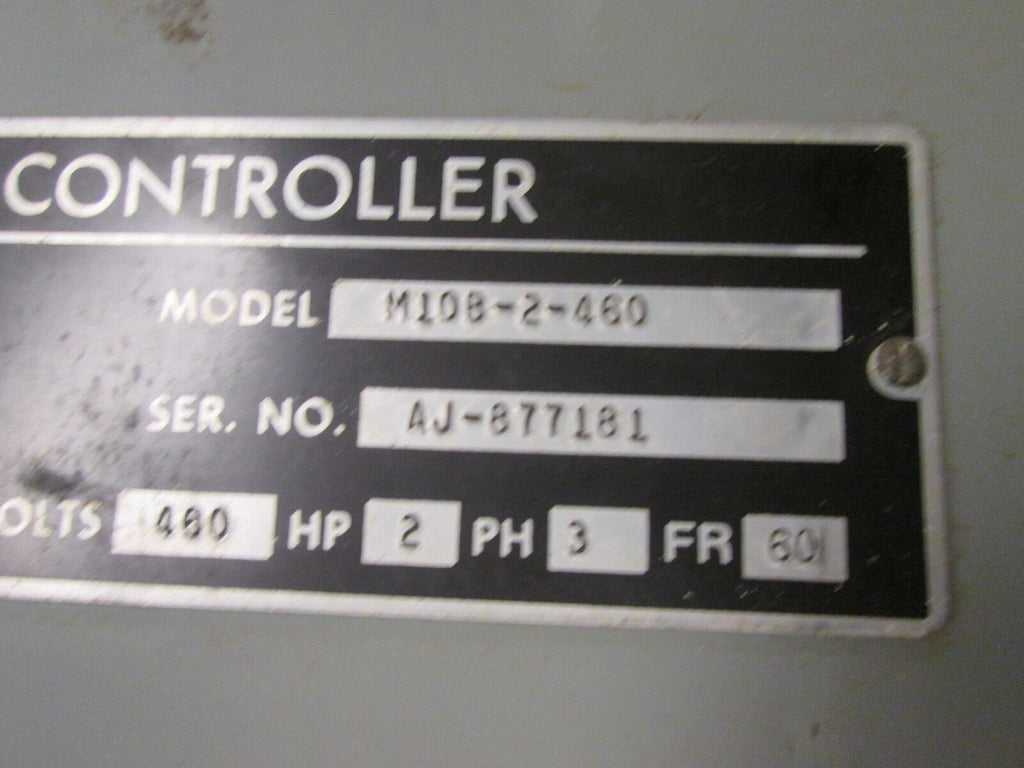 CONTROLLER
MODEL M108-2-460
SER. NO. AJ-877181
OLTS 460 HP 2 PH 3 FR 60